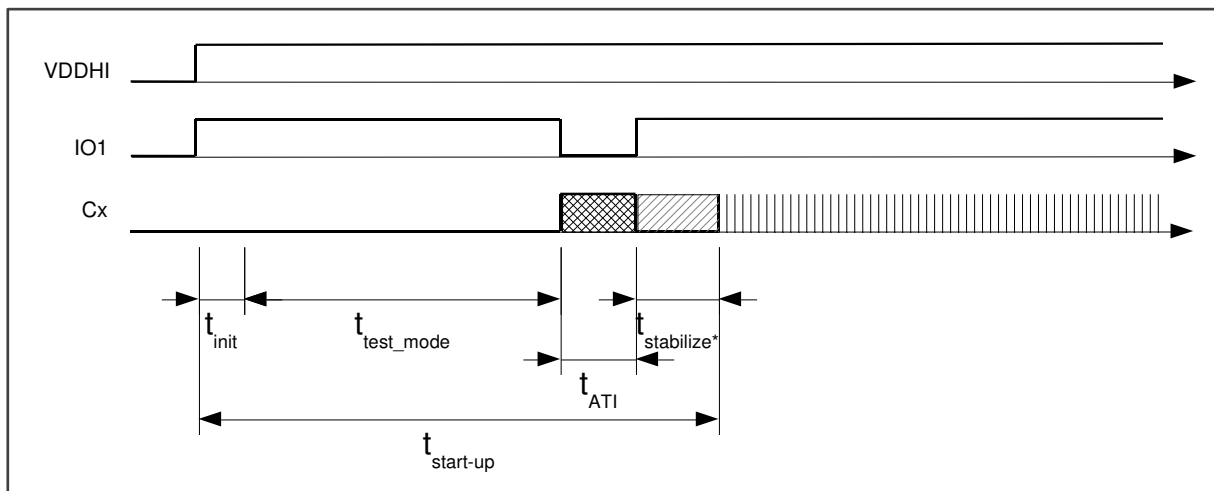 VDDHI
IO1
Cx
t_init
t_test_mode
t_stabilize*
t_ATI
t_start-up